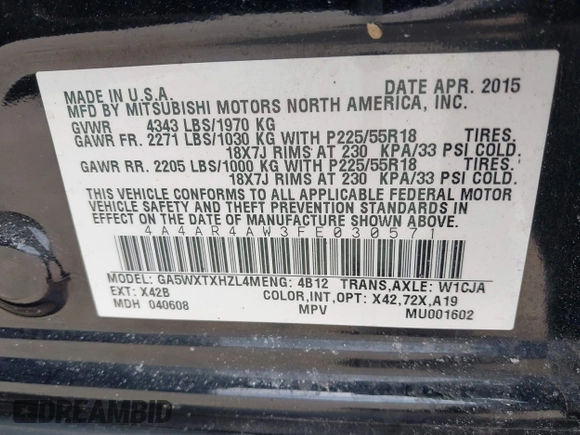 MADE IN U.S.A. DATE APR. 2015
MFD BY MITSUBISHI MOTORS NORTH AMERICA, INC.
GVWR 4343 LBS/1970 KG
GAWR FR. 2271 LBS/1030 KG WITH P225/55R18 TIRES.
18X7J RIMS AT 230 KPA/33 PSI COLD.
GAWR RR. 2205 LBS/1000 KG WITH P225/55R18 TIRES.
18X7J RIMS AT 230 KPA/33 PSI COLD.
THIS VEHICLE CONFORMS TO ALL APPLICABLE FEDERAL MOTOR
VEHICLE SAFETY AND THEFT PREVENTION STANDARDS IN
EFFECT ON THE DATE OF MANUFACTURE SHOWN ABOVE.
4A4AR4AW3FE030571
MODEL: GA5WXTXHZL4MENG: 4B12 TRANS,AXLE: W1CJA
EXT: X42B COLOR,INT,OPT: X42,72X,A19
MDH 040608 MPV MU001602
DREAMBID